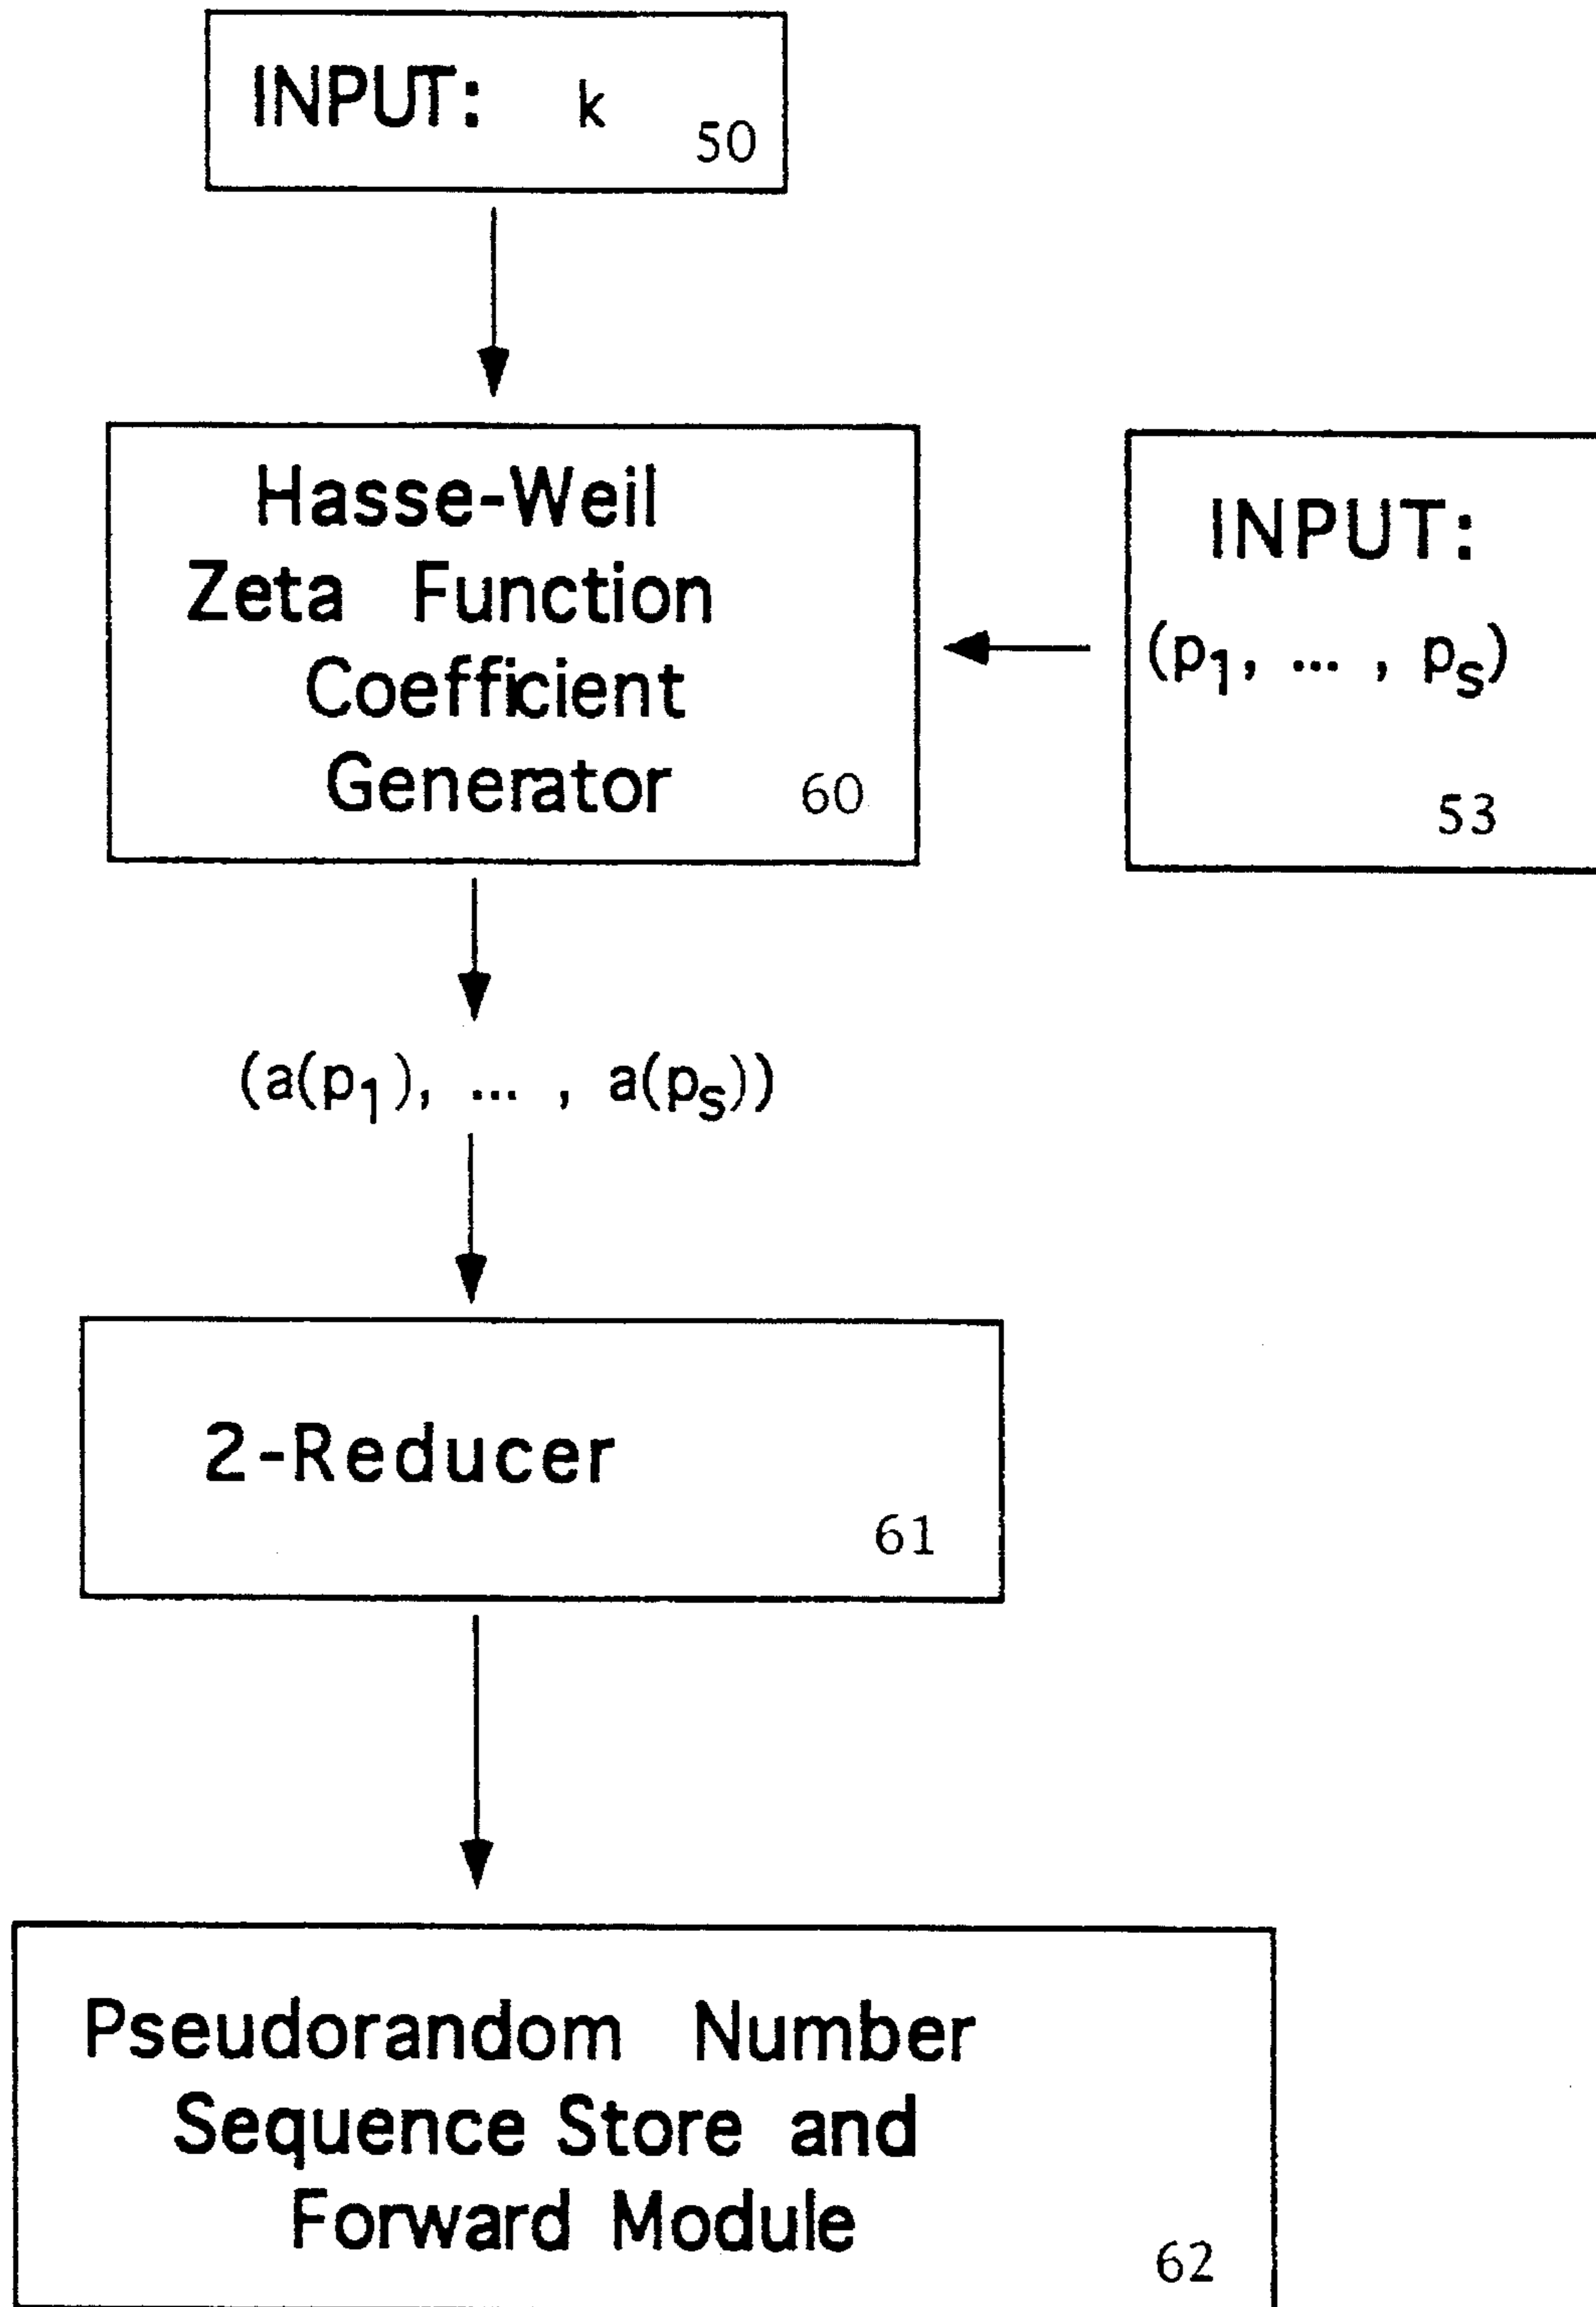 INPUT: k
50
Hasse-Weil
Zeta Function
Coefficient
Generator
60
INPUT:
(p1, ... , ps)
53
(a(p1), ... , a(ps))
2-Reducer
61
Pseudorandom Number
Sequence Store and
Forward Module
62